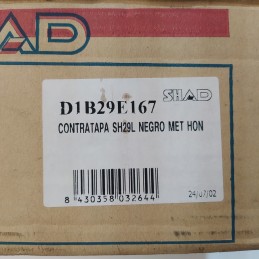 SHAD
SHAD
D1B29E167
CONTRATAPA SH29L NEGRO MET HON
8 430358 032644
24/07/02